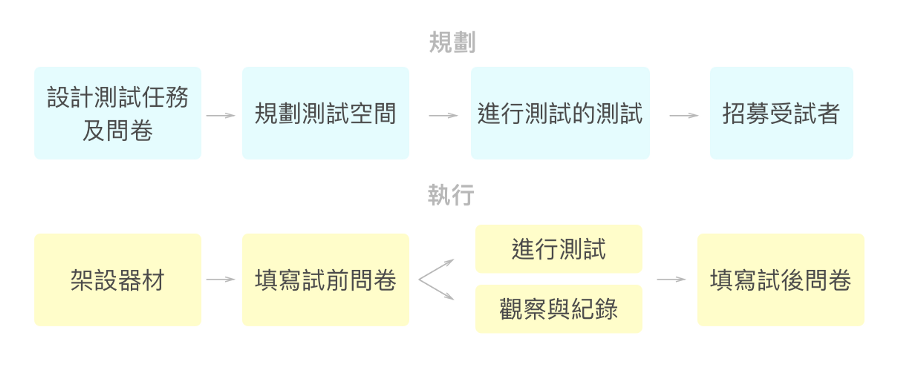 規劃
設計測試任務
及問卷
規劃測試空間
進行測試的測試
招募受試者
執行
架設器材
填寫試前問卷
進行測試
觀察與紀錄
填寫試後問卷